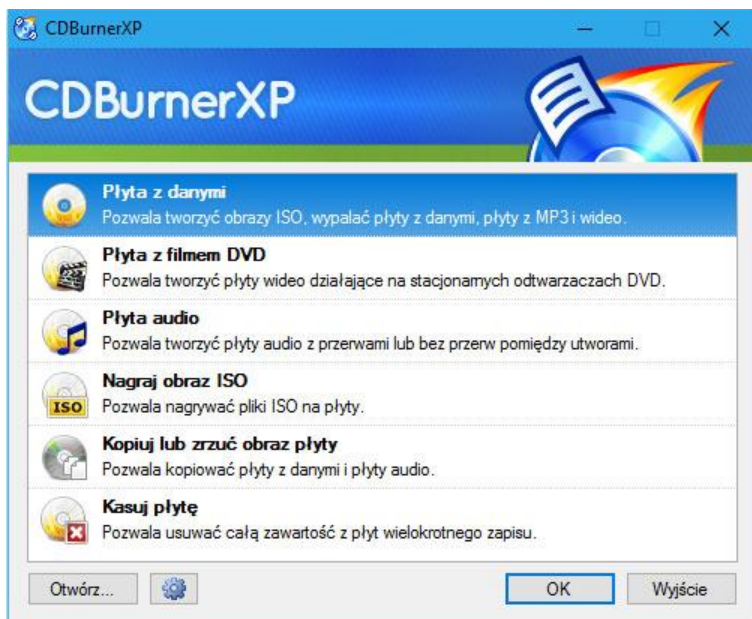 CDBurnerXP
CDBurnerXP
Płyta z danymi
Pozwala tworzyć obrazy ISO, wypalać płyty z danymi, płyty z MP3 i wideo.
Płyta z filmem DVD
Pozwala tworzyć płyty wideo działające na stacjonarnych odtwarzaczach DVD.
Płyta audio
Pozwala tworzyć płyty audio z przerwami lub bez przerw pomiędzy utworami.
Nagraj obraz ISO
ISO
Pozwala nagrywać pliki ISO na płyty.
Kopiuj lub zrzuć obraz płyty
Pozwala kopiować płyty z danymi i płyty audio.
Kasuj płytę
Pozwala usuwać całą zawartość z płyt wielokrotnego zapisu.
Otwórz... OK Wyjście